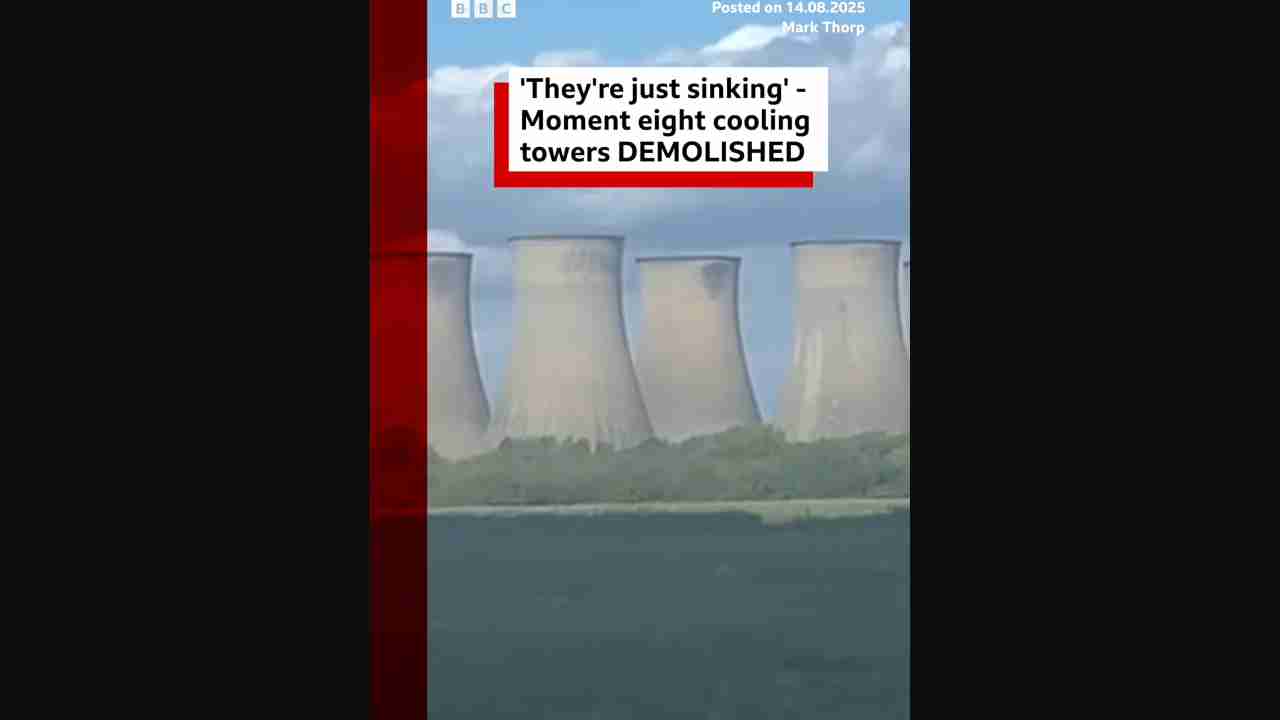 BBC
Posted on 14.08.2025
Mark Thorp
'They're just sinking' -
Moment eight cooling
towers DEMOLISHED